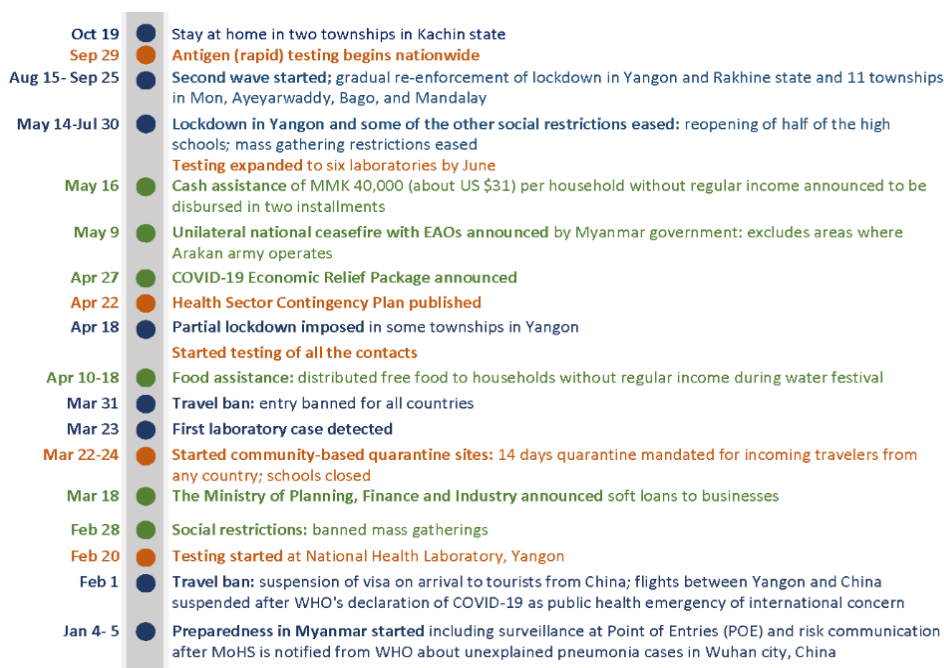 Oct 19 Stay at home in two townships in Kachin state
Sep 29 Antigen (rapid) testing begins nationwide
Aug 15- Sep 25 Second wave started; gradual re-enforcement of lockdown in Yangon and Rakhine state and 11 townships
in Mon, Ayeyarwaddy, Bago, and Mandalay
May 14-Jul 30 Lockdown in Yangon and some of the other social restrictions eased: reopening of half of the high
schools; mass gathering restrictions eased
Testing expanded to six laboratories by June
May 16 Cash assistance of MMK 40,000 (about US $31) per household without regular income announced to be
disbursed in two installments
May 9 Unilateral national ceasefire with EAOs announced by Myanmar government: excludes areas where
Arakan army operates
Apr 27 COVID-19 Economic Relief Package announced
Apr 22 Health Sector Contingency Plan published
Apr 18 Partial lockdown imposed in some townships in Yangon
Started testing of all the contacts
Apr 10-18 Food assistance: distributed free food to households without regular income during water festival
Mar 31 Travel ban: entry banned for all countries
Mar 23 First laboratory case detected
Mar 22-24 Started community-based quarantine sites: 14 days quarantine mandated for incoming travelers from
any country; schools closed
Mar 18 The Ministry of Planning, Finance and Industry announced soft loans to businesses
Feb 28 Social restrictions: banned mass gatherings
Feb 20 Testing started at National Health Laboratory, Yangon
Feb 1 Travel ban: suspension of visa on arrival to tourists from China; flights between Yangon and China
suspended after WHO's declaration of COVID-19 as public health emergency of international concern
Jan 4- 5 Preparedness in Myanmar started including surveillance at Point of Entries (POE) and risk communication
after MoHS is notified from WHO about unexplained pneumonia cases in Wuhan city, China